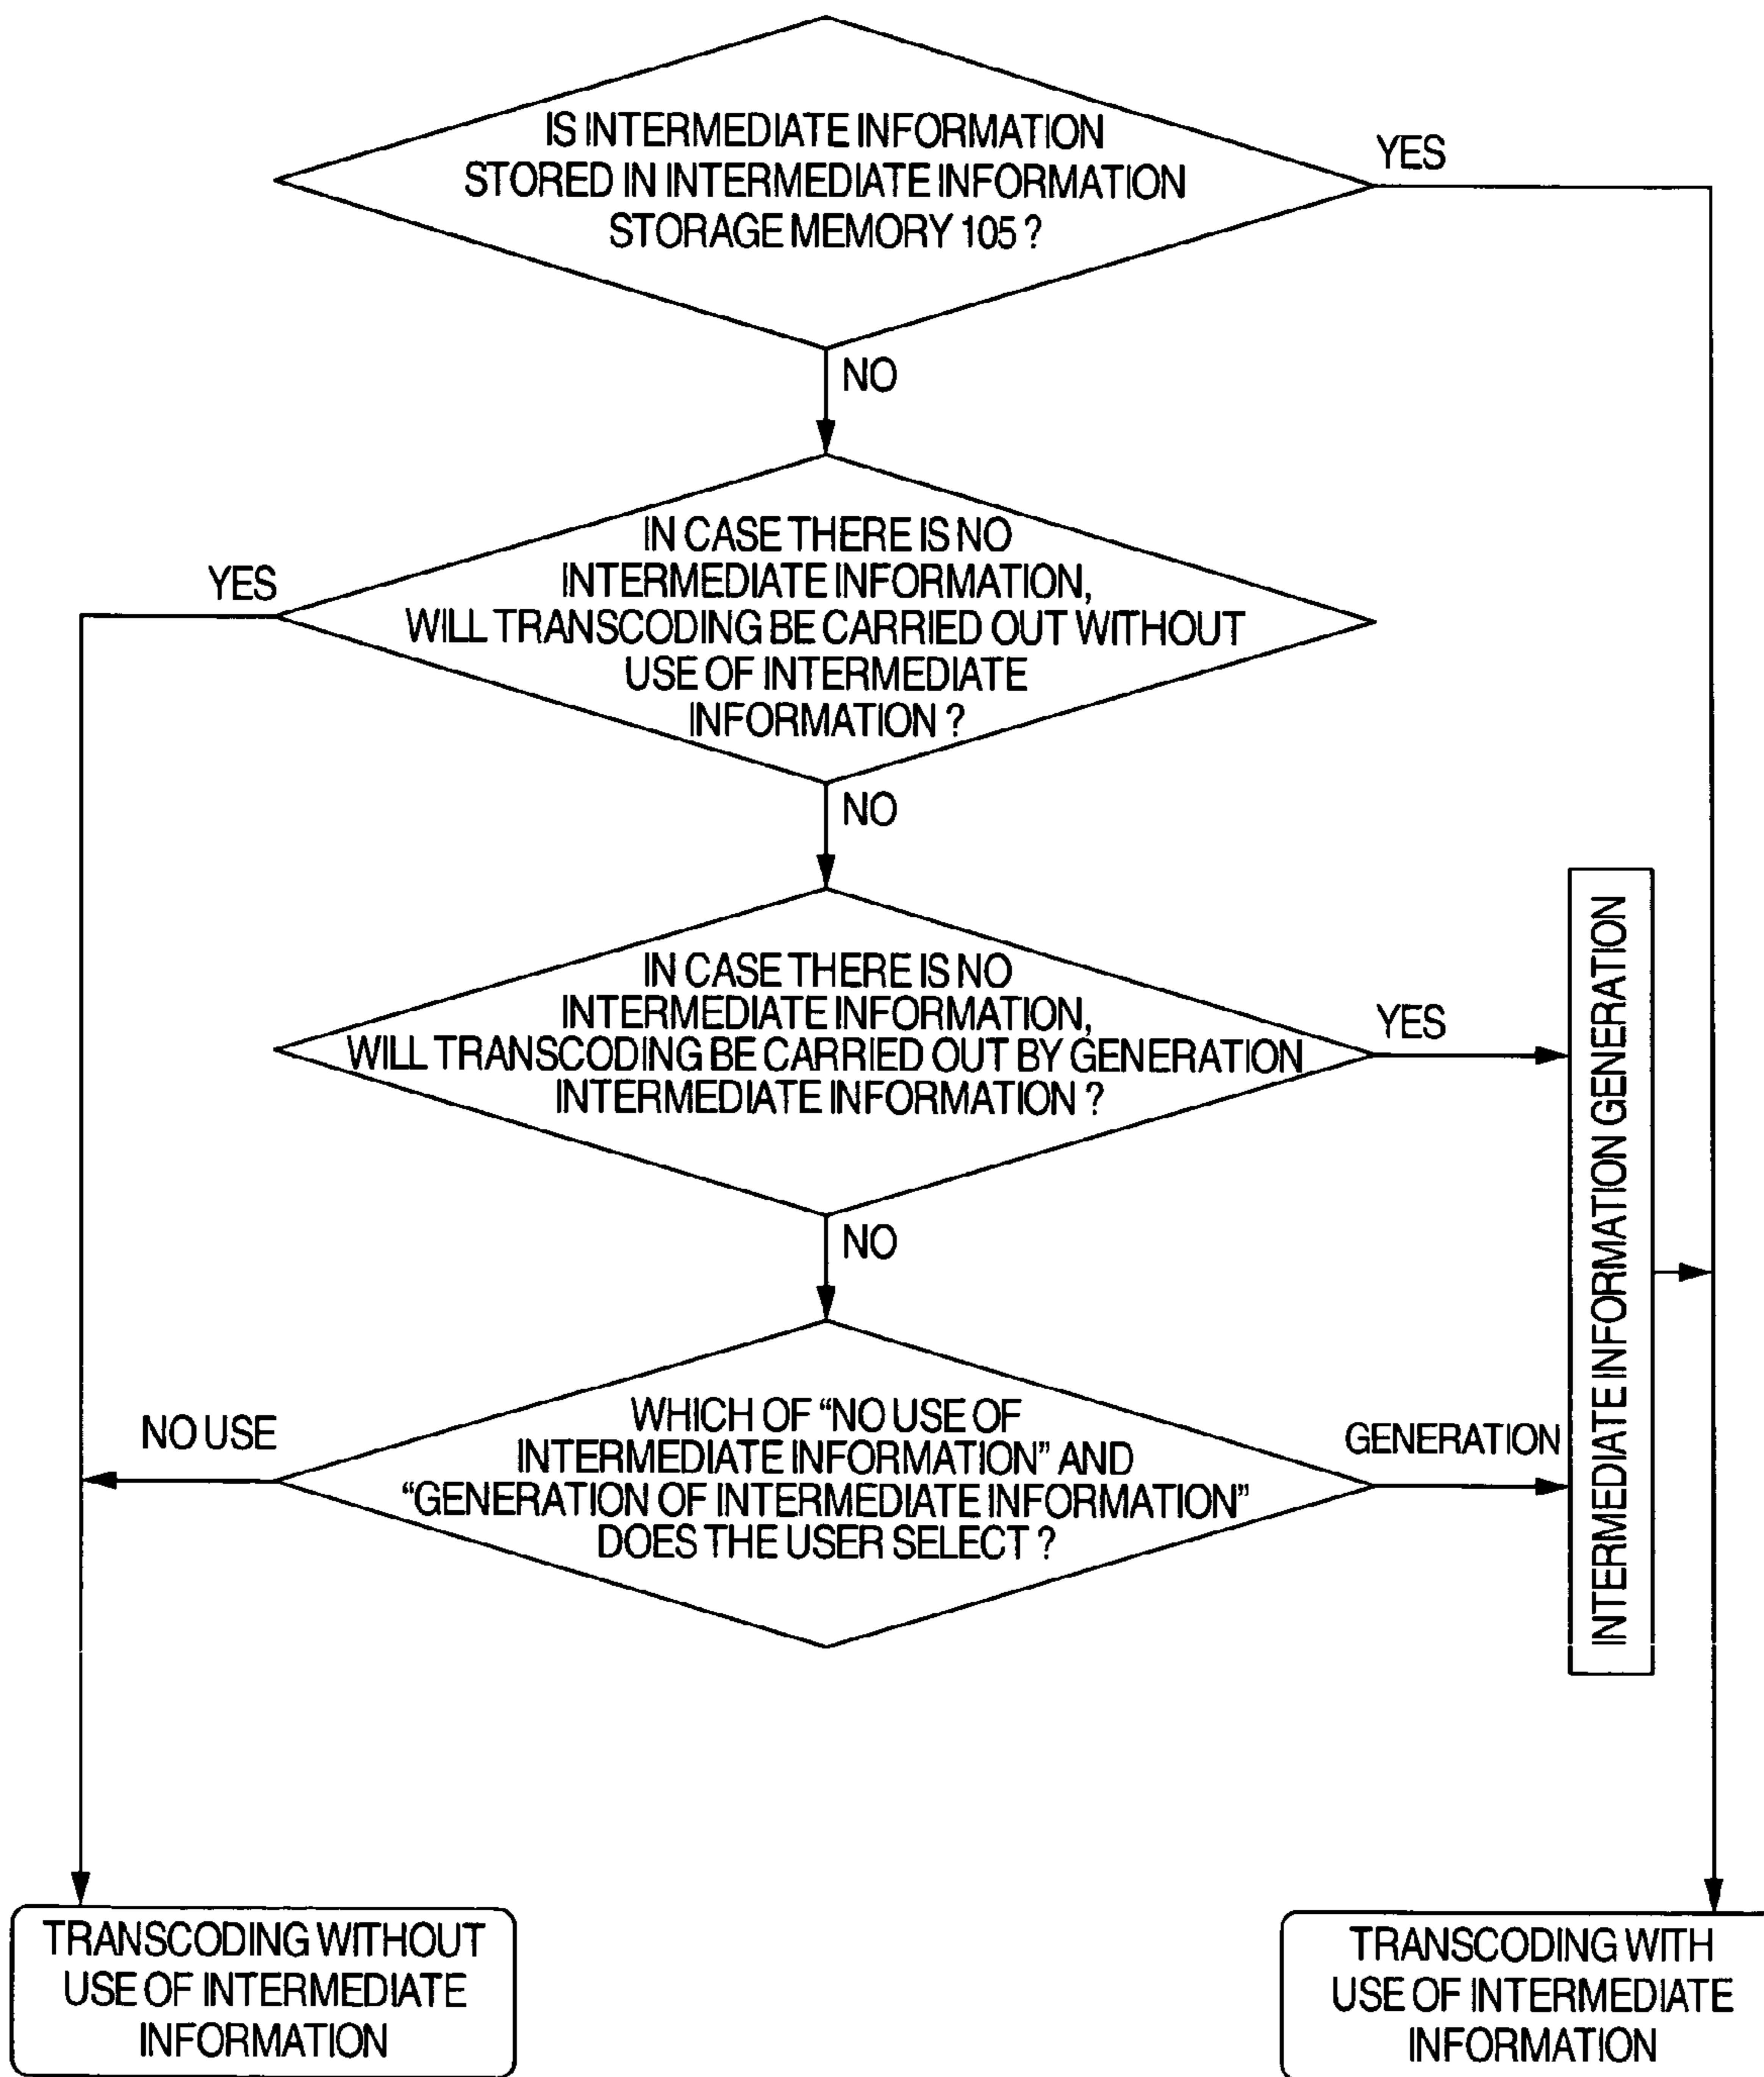 IS INTERMEDIATE INFORMATION
STORED IN INTERMEDIATE INFORMATION
STORAGE MEMORY 105 ?
YES
NO
IN CASE THERE IS NO
INTERMEDIATE INFORMATION,
WILL TRANSCODING BE CARRIED OUT WITHOUT
USE OF INTERMEDIATE
INFORMATION ?
YES
NO
IN CASE THERE IS NO
INTERMEDIATE INFORMATION,
WILL TRANSCODING BE CARRIED OUT BY GENERATION
INTERMEDIATE INFORMATION ?
YES
NO
INTERMEDIATE INFORMATION GENERATION
WHICH OF “NO USE OF
INTERMEDIATE INFORMATION” AND
“GENERATION OF INTERMEDIATE INFORMATION”
DOES THE USER SELECT ?
NO USE
GENERATION
TRANSCODING WITHOUT
USE OF INTERMEDIATE
INFORMATION
TRANSCODING WITH
USE OF INTERMEDIATE
INFORMATION